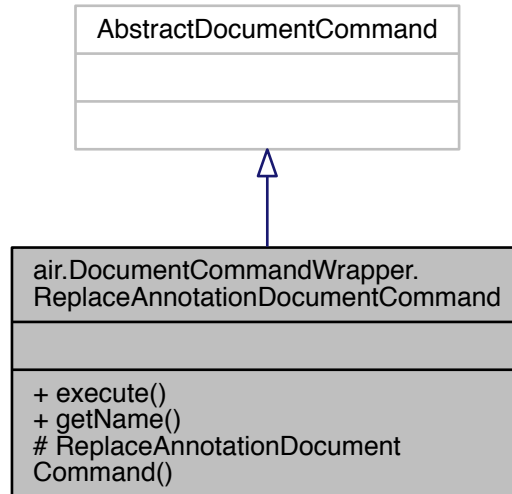 AbstractDocumentCommand
air.DocumentCommandWrapper.
ReplaceAnnotationDocumentCommand
+ execute()
+ getName()
# ReplaceAnnotationDocument
Command()